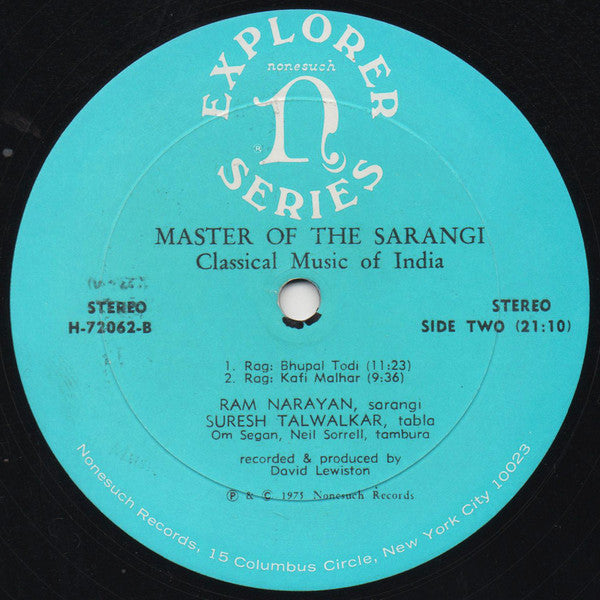 EXPLORER
nonesuch
n
®
SERIES
MASTER OF THE SARANGI
Classical Music of India
STEREO
H-72062-B
STEREO
SIDE TWO (21:10)
1. Rag: Bhupal Todi (11:23)
2. Rag: Kafi Malhar (9:36)
RAM NARAYAN, sarangi
SURESH TALWALKAR, tabla
Om Segan, Neil Sorrell, tambura
recorded & produced by
David Lewiston
℗ & © 1975 Nonesuch Records
Nonesuch Records, 15 Columbus Circle, New York City 10023